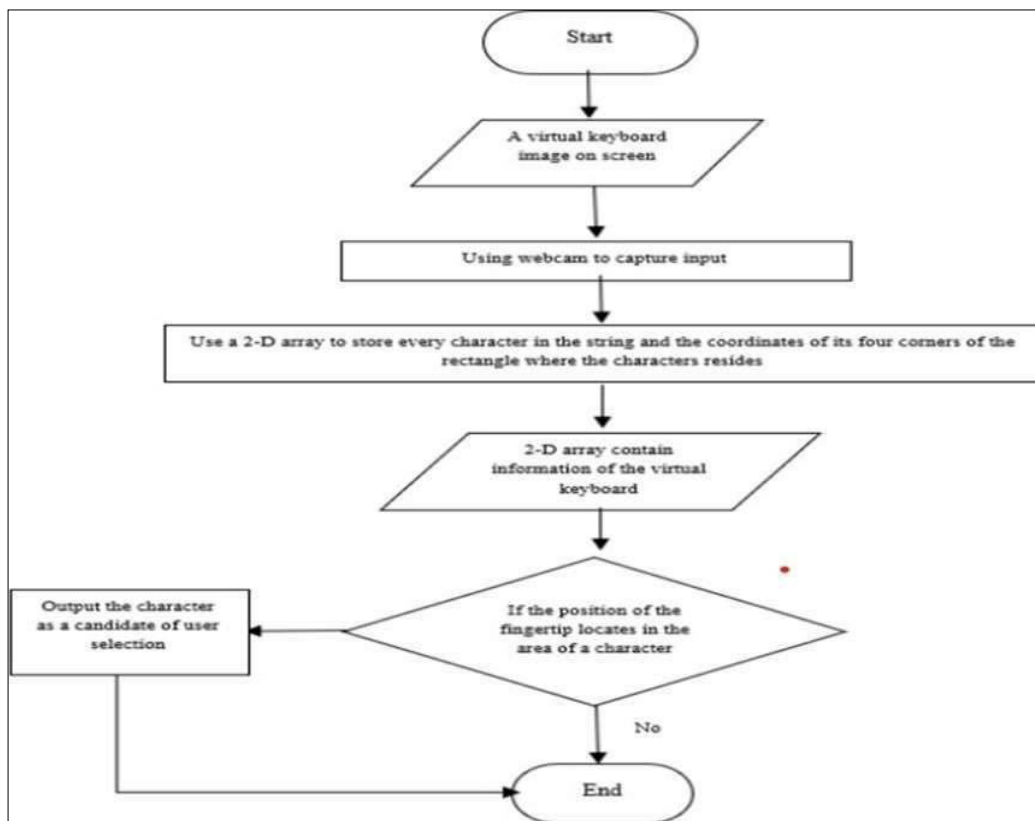 Start
A virtual keyboard
image on screen
Using webcam to capture input
Use a 2-D array to store every character in the string and the coordinates of its four corners of the
rectangle where the characters resides
2-D array contain
information of the virtual
keyboard
If the position of the
fingertip locates in the
area of a character
Output the character
as a candidate of user
selection
No
End